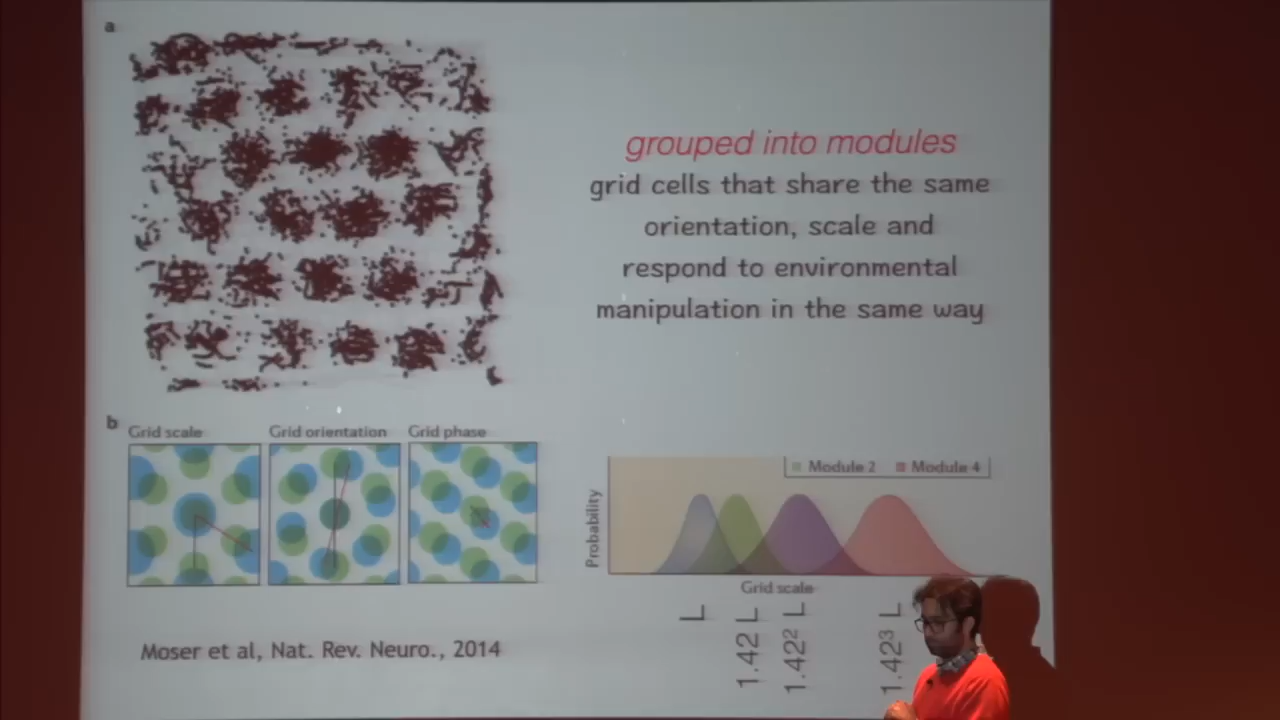 a
grouped into modules
grid cells that share the same
orientation, scale and
respond to environmental
manipulation in the same way
b
Grid scale
Grid orientation
Grid phase
Module 2
Module 4
Probability
Grid scale
L
1.42 L
1.42² L
1.42³ L
Moser et al, Nat. Rev. Neuro., 2014